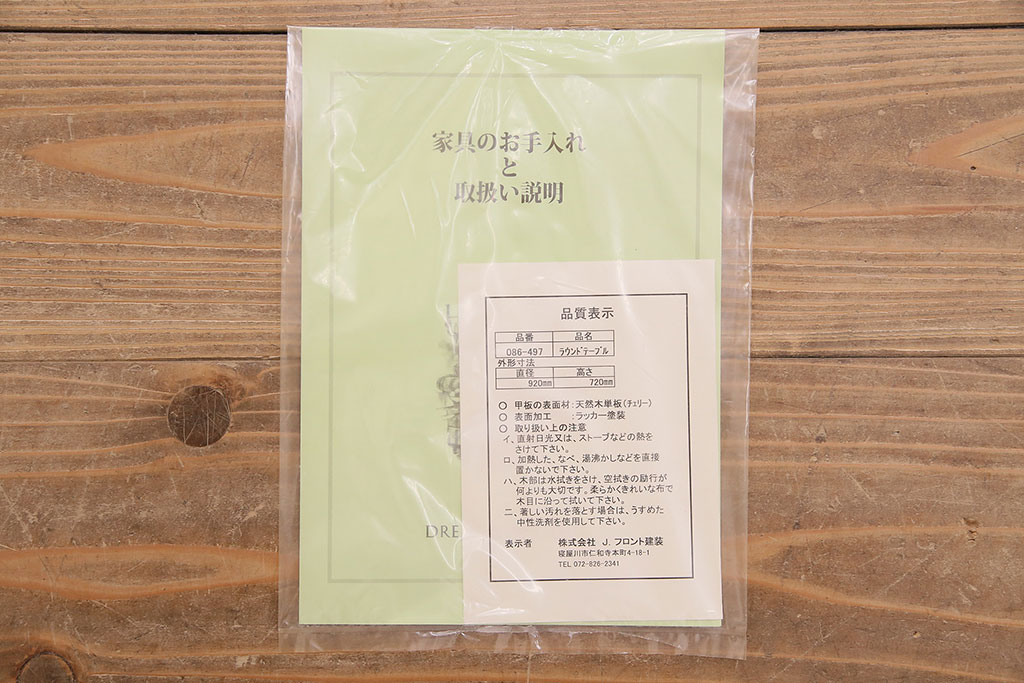 家具のお手入れ
と
取扱い説明
DRE
品質表示
品番 品名
086-497 ラウンドテーブル
外形寸法
直径 高さ
920mm 720mm
○ 甲板の表面材:天然木単板(チェリー)
○ 表面加工 :ラッカー塗装
○ 取り扱い上の注意
イ、直射日光又は、ストーブなどの熱を
さけて下さい。
ロ、加熱した、なべ、湯沸かしなどを直接
置かないで下さい。
ハ、木部は水拭きをさけ、空拭きの励行が
何よりも大切です。柔らかくきれいな布で
木目に沿って拭いて下さい。
二、著しい汚れを落とす場合は、うすめた
中性洗剤を使用して下さい。
表示者 株式会社 J.フロント建装
寝屋川市仁和寺本町4-18-1
TEL 072-826-2341